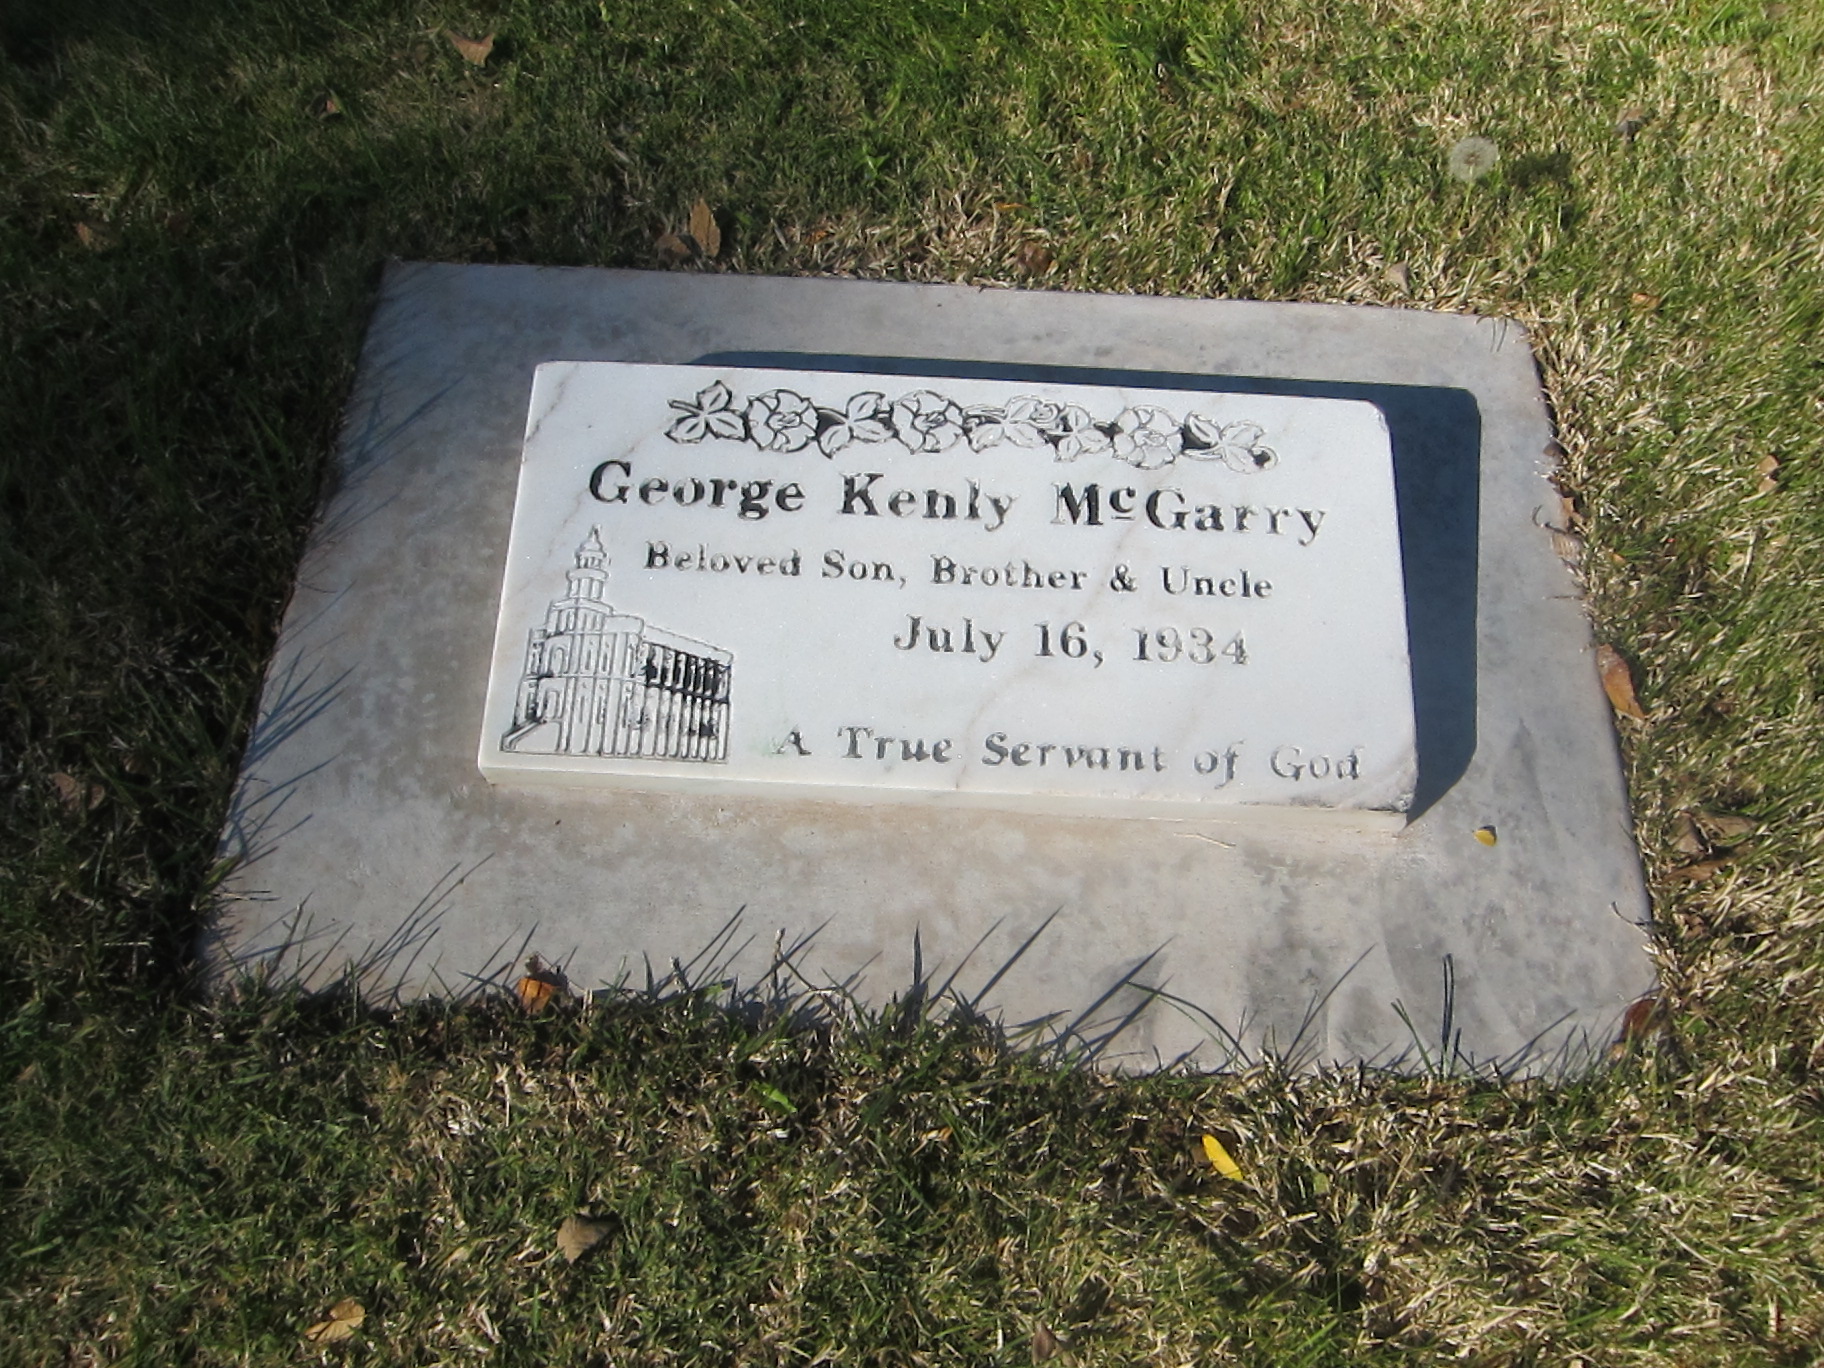 George Kenly McGarry
Beloved Son, Brother & Uncle
July 16, 1934
A True Servant of God